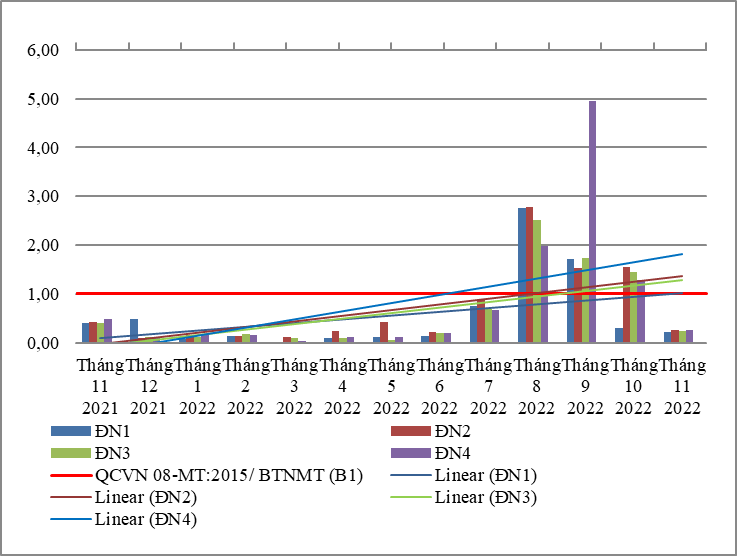 6,00
5,00
4,00
3,00
2,00
1,00
0,00
Tháng 11 2021
Tháng 12 2021
Tháng 1 2022
Tháng 2 2022
Tháng 3 2022
Tháng 4 2022
Tháng 5 2022
Tháng 6 2022
Tháng 7 2022
Tháng 8 2022
Tháng 9 2022
Tháng 10 2022
Tháng 11 2022
ĐN1
ĐN2
ĐN3
ĐN4
QCVN 08-MT:2015/ BTNMT (B1)
Linear (ĐN1)
Linear (ĐN2)
Linear (ĐN3)
Linear (ĐN4)